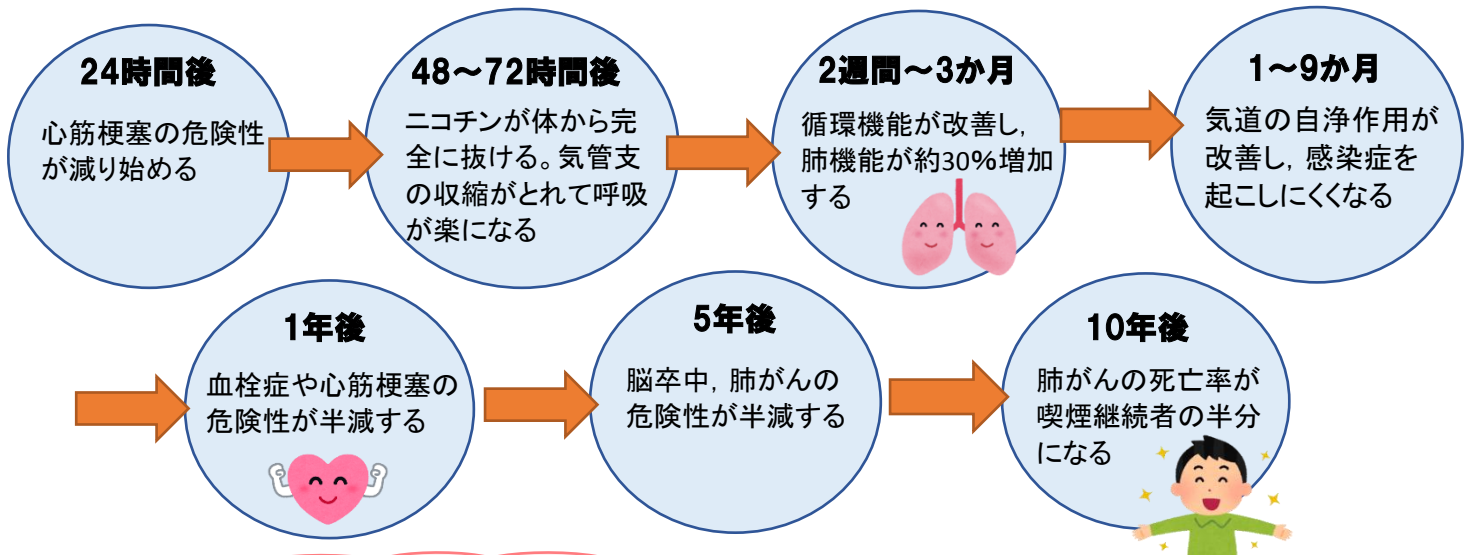 24時間後
心筋梗塞の危険性
が減り始める
48～72時間後
ニコチンが体から完
全に抜ける。気管支
の収縮がとれて呼吸
が楽になる
2週間～3か月
循環機能が改善し,
肺機能が約30%増加
する
1～9か月
気道の自浄作用が
改善し,感染症を
起こしにくくなる
1年後
血栓症や心筋梗塞の
危険性が半減する
5年後
脳卒中,肺がんの
危険性が半減する
10年後
肺がんの死亡率が
喫煙継続者の半分
になる